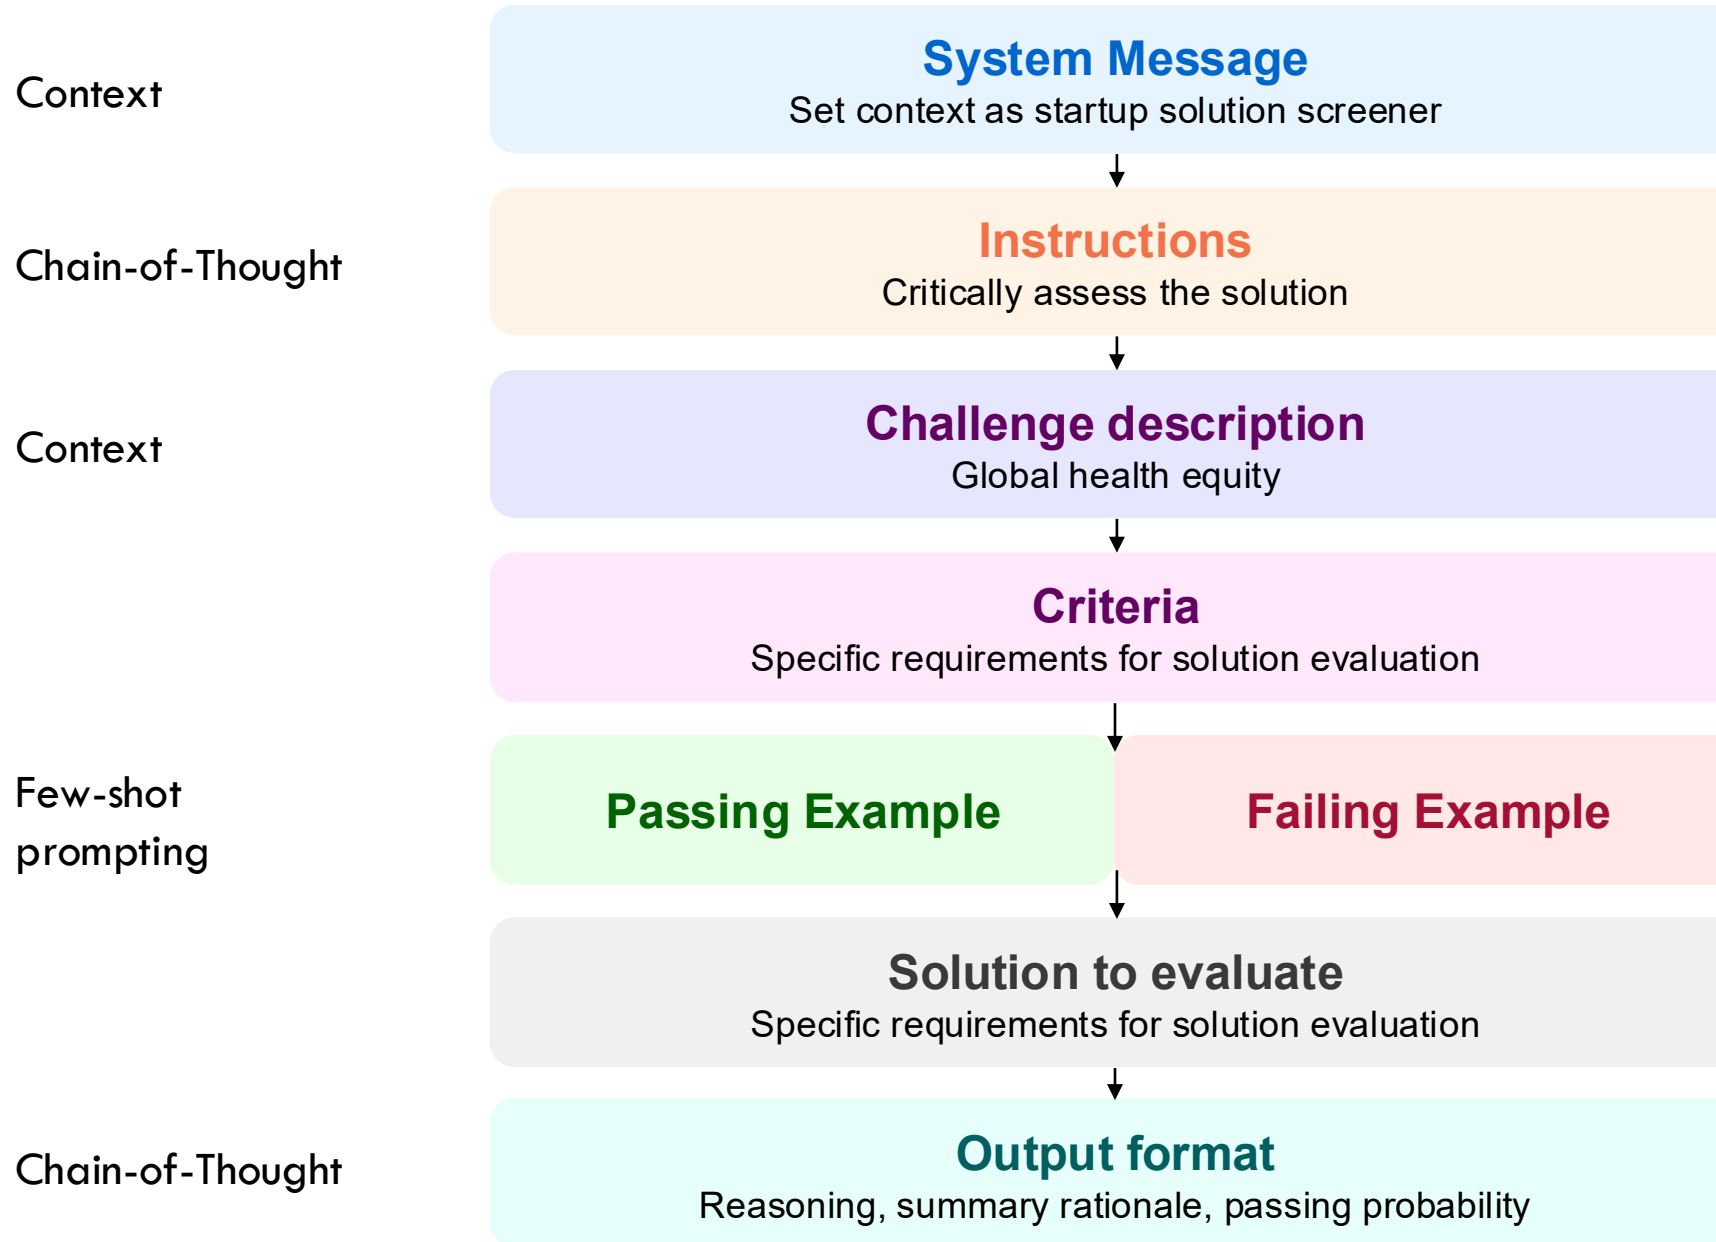 Context
System Message
Set context as startup solution screener
Chain-of-Thought
Instructions
Critically assess the solution
Context
Challenge description
Global health equity
Criteria
Specific requirements for solution evaluation
Few-shot
prompting
Passing Example
Failing Example
Solution to evaluate
Specific requirements for solution evaluation
Chain-of-Thought
Output format
Reasoning, summary rationale, passing probability